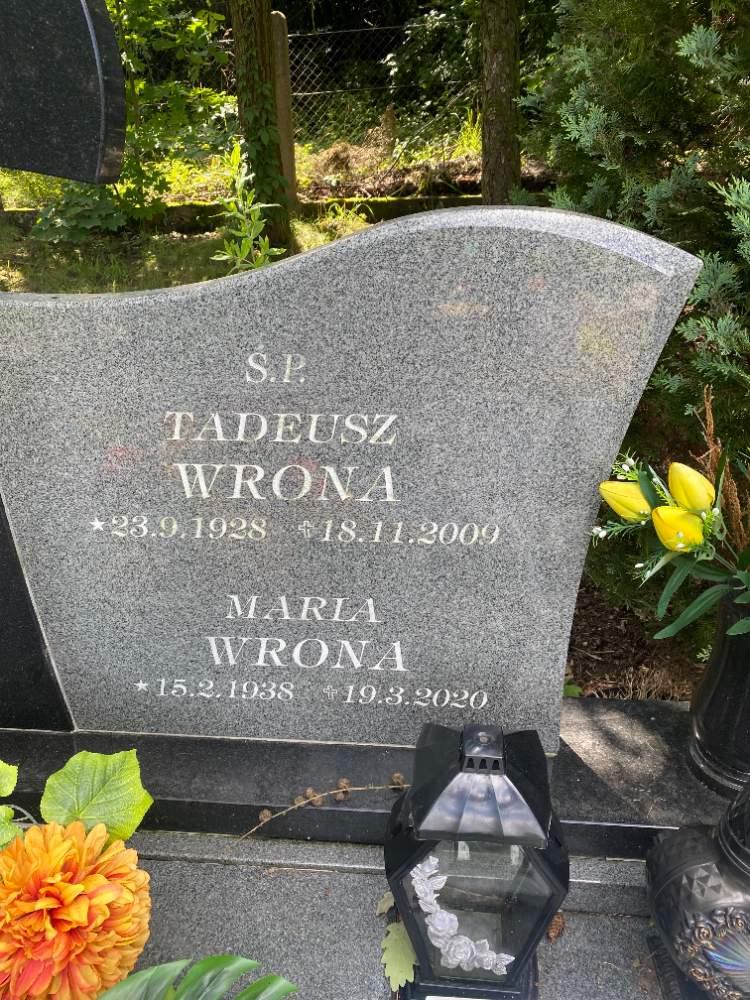 Ś.P.
TADEUSZ
WRONA
★23.9.1928 ✝18.11.2009
MARIA
WRONA
★15.2.1938 ✝19.3.2020